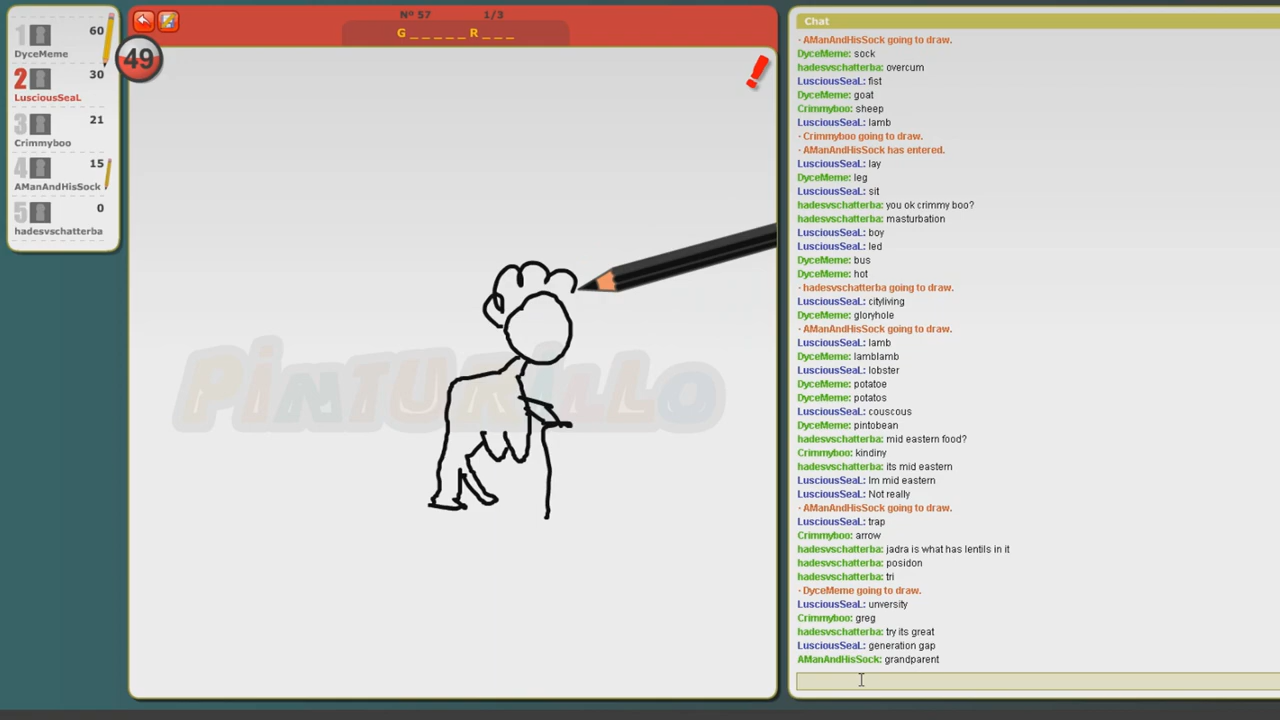 1 60
DyceMeme
2 30
LusciousSeaL
3 21
Crimmyboo
4 15
AManAndHisSock
5 0
hadesvschatterba
49
Nº 57 1/3
G _ _ _ _ _ R _ _ _
!
PINTURILLO
Chat
· AManAndHisSock going to draw.
DyceMeme: sock
hadesvschatterba: overcum
LusciousSeaL: fist
DyceMeme: goat
Crimmyboo: sheep
LusciousSeaL: lamb
· Crimmyboo going to draw.
· AManAndHisSock has entered.
LusciousSeaL: lay
DyceMeme: leg
LusciousSeaL: sit
hadesvschatterba: you ok crimmy boo?
hadesvschatterba: masturbation
LusciousSeaL: boy
LusciousSeaL: led
DyceMeme: bus
DyceMeme: hot
· hadesvschatterba going to draw.
LusciousSeaL: cityliving
DyceMeme: gloryhole
· AManAndHisSock going to draw.
LusciousSeaL: lamb
DyceMeme: lamblamb
LusciousSeaL: lobster
DyceMeme: potatoe
DyceMeme: potatos
LusciousSeaL: couscous
DyceMeme: pintobean
hadesvschatterba: mid eastern food?
Crimmyboo: kindiny
hadesvschatterba: its mid eastern
LusciousSeaL: Im mid eastern
LusciousSeaL: Not really
· AManAndHisSock going to draw.
LusciousSeaL: trap
Crimmyboo: arrow
hadesvschatterba: jadra is what has lentils in it
hadesvschatterba: posidon
hadesvschatterba: tri
· DyceMeme going to draw.
LusciousSeaL: unversity
Crimmyboo: greg
hadesvschatterba: try its great
LusciousSeaL: generation gap
AManAndHisSock: grandparent